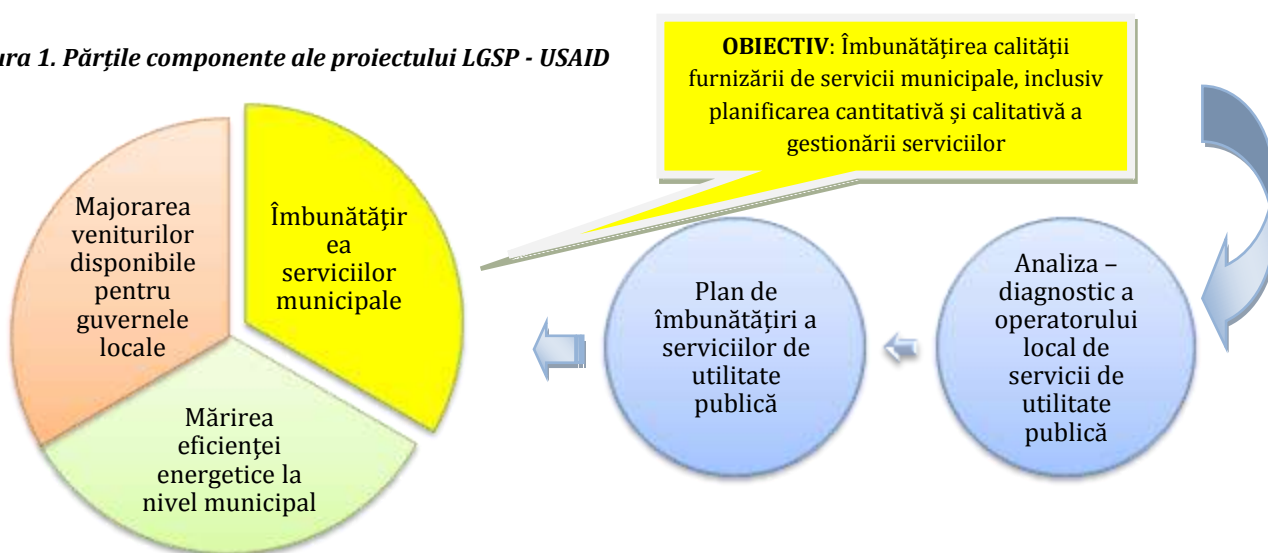 ura 1. Părțile componente ale proiectului LGSP - USAID
OBIECTIV: Îmbunătățirea calității
furnizării de servicii municipale, inclusiv
planificarea cantitativă și calitativă a
gestionării serviciilor
Majorarea
veniturilor
disponibile
pentru
guvernele
locale
Îmbunătățir
ea
serviciilor
municipale
Mărirea
eficienței
energetice la
nivel municipal
Plan de
îmbunătățiri a
serviciilor de
utilitate
publică
Analiza –
diagnostic a
operatorului
local de
servicii de
utilitate
publică